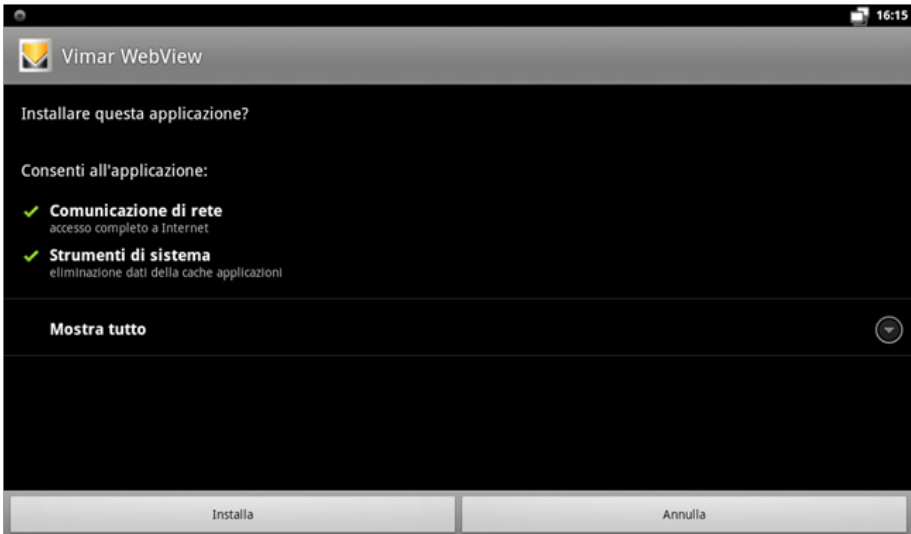 16:15
Vimar WebView
Installare questa applicazione?
Consenti all'applicazione:
Comunicazione di rete
accesso completo a Internet
Strumenti di sistema
eliminazione dati della cache applicazioni
Mostra tutto
Installa
Annulla